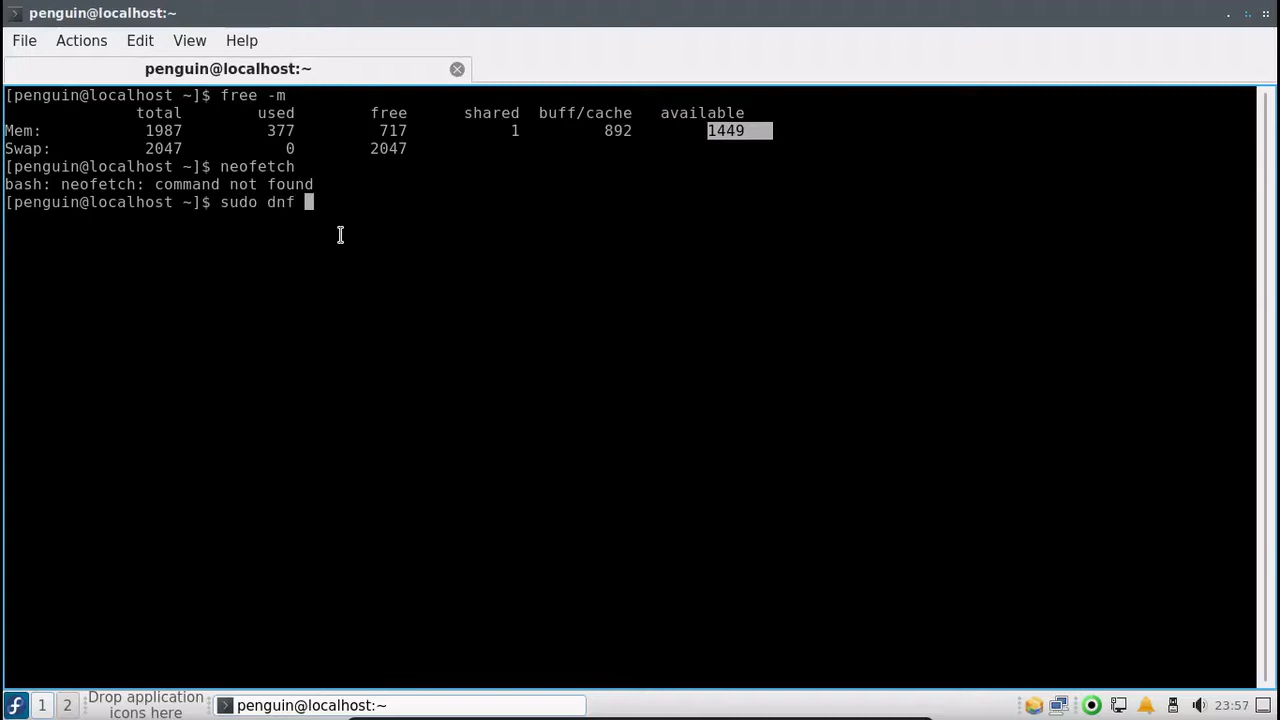 penguin@localhost:~
File Actions Edit View Help
penguin@localhost:~
[penguin@localhost ~]$ free -m
total used free shared buff/cache available
Mem: 1987 377 717 1 892 1449
Swap: 2047 0 2047
[penguin@localhost ~]$ neofetch
bash: neofetch: command not found
[penguin@localhost ~]$ sudo dnf
1 2 Drop application
icons here
penguin@localhost:~
23:57